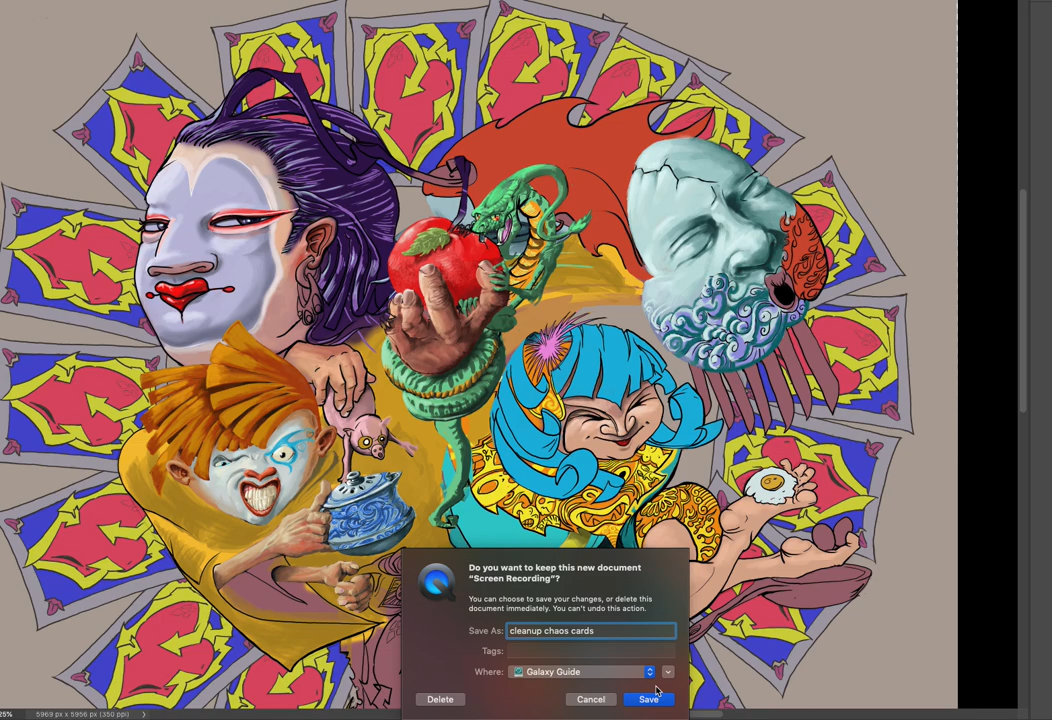 Do you want to keep this new document
“Screen Recording”?
You can choose to save your changes, or delete this
document immediately. You can’t undo this action.
Save As: cleanup chaos cards
Tags:
Where: Galaxy Guide
Delete Cancel Save
25% 5969 px x 5956 px (350 ppi)